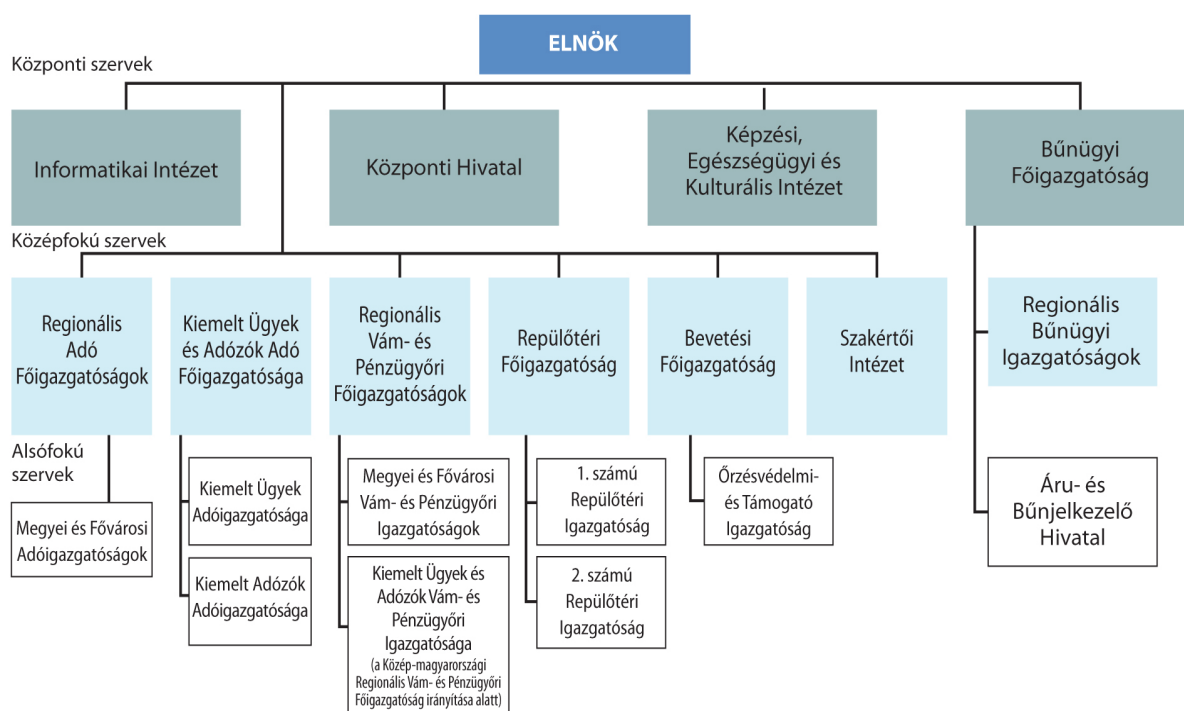 ELNÖK
Központi szervek
Informatikai Intézet
Központi Hivatal
Képzési,
Egészségügyi és
Kulturális Intézet
Bűnügyi
Főigazgatóság
Középfokú szervek
Regionális
Adó
Főigazgatóságok
Kiemelt Ügyek
és Adózók Adó
Főigazgatósága
Regionális
Vám- és
Pénzügyőri
Főigazgatóságok
Repülőtéri
Főigazgatóság
Bevetési
Főigazgatóság
Szakértői
Intézet
Regionális
Bűnügyi
Igazgatóságok
Alsófokú
szervek
Megyei és Fővárosi
Adóigazgatóságok
Kiemelt Ügyek
Adóigazgatósága
Kiemelt Adózók
Adóigazgatósága
Megyei és Fővárosi
Vám- és Pénzügyőri
Igazgatóságok
Kiemelt Ügyek és
Adózók Vám- és
Pénzügyőri
Igazgatósága
(a Közép-magyarországi
Regionális Vám- és Pénzügyőri
Főigazgatóság irányítása alatt)
1. számú
Repülőtéri
Igazgatóság
2. számú
Repülőtéri
Igazgatóság
Őrzésvédelmi-
és Támogató
Igazgatóság
Áru- és
Bűnjelkezelő
Hivatal